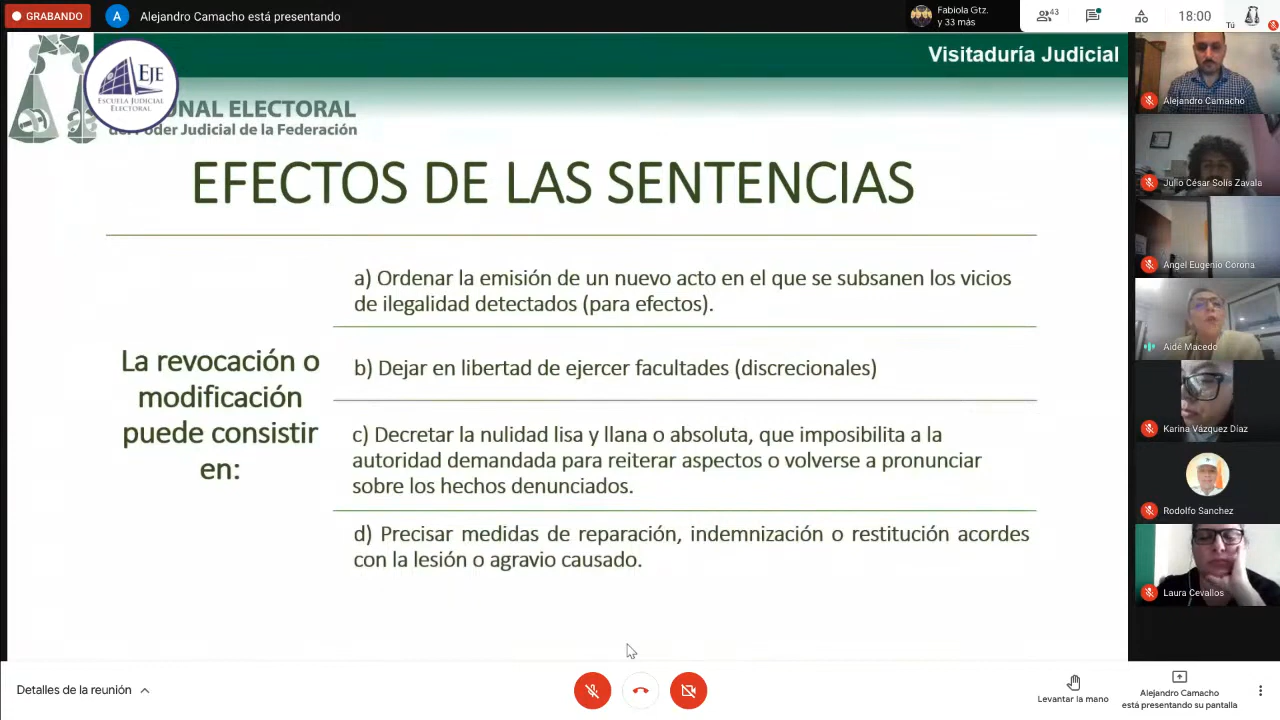 GRABANDO
A
Alejandro Camacho está presentando
Fabiola Gtz.
y 33 más
43
18:00
Tú
Visitaduría Judicial
EJE
ESCUELA JUDICIAL
ELECTORAL
NAL ELECTORAL
Poder Judicial de la Federación
EFECTOS DE LAS SENTENCIAS
La revocación o
modificación
puede consistir
en:
a) Ordenar la emisión de un nuevo acto en el que se subsanen los vicios
de ilegalidad detectados (para efectos).
b) Dejar en libertad de ejercer facultades (discrecionales)
c) Decretar la nulidad lisa y llana o absoluta, que imposibilita a la
autoridad demandada para reiterar aspectos o volverse a pronunciar
sobre los hechos denunciados.
d) Precisar medidas de reparación, indemnización o restitución acordes
con la lesión o agravio causado.
Alejandro Camacho
Julio César Solís Zavala
Angel Eugenio Corona
Aidé Macedo
Karina Vázquez Díaz
Rodolfo Sanchez
Laura Cevallos
Detalles de la reunión
Levantar la mano
Alejandro Camacho
está presentando su pantalla